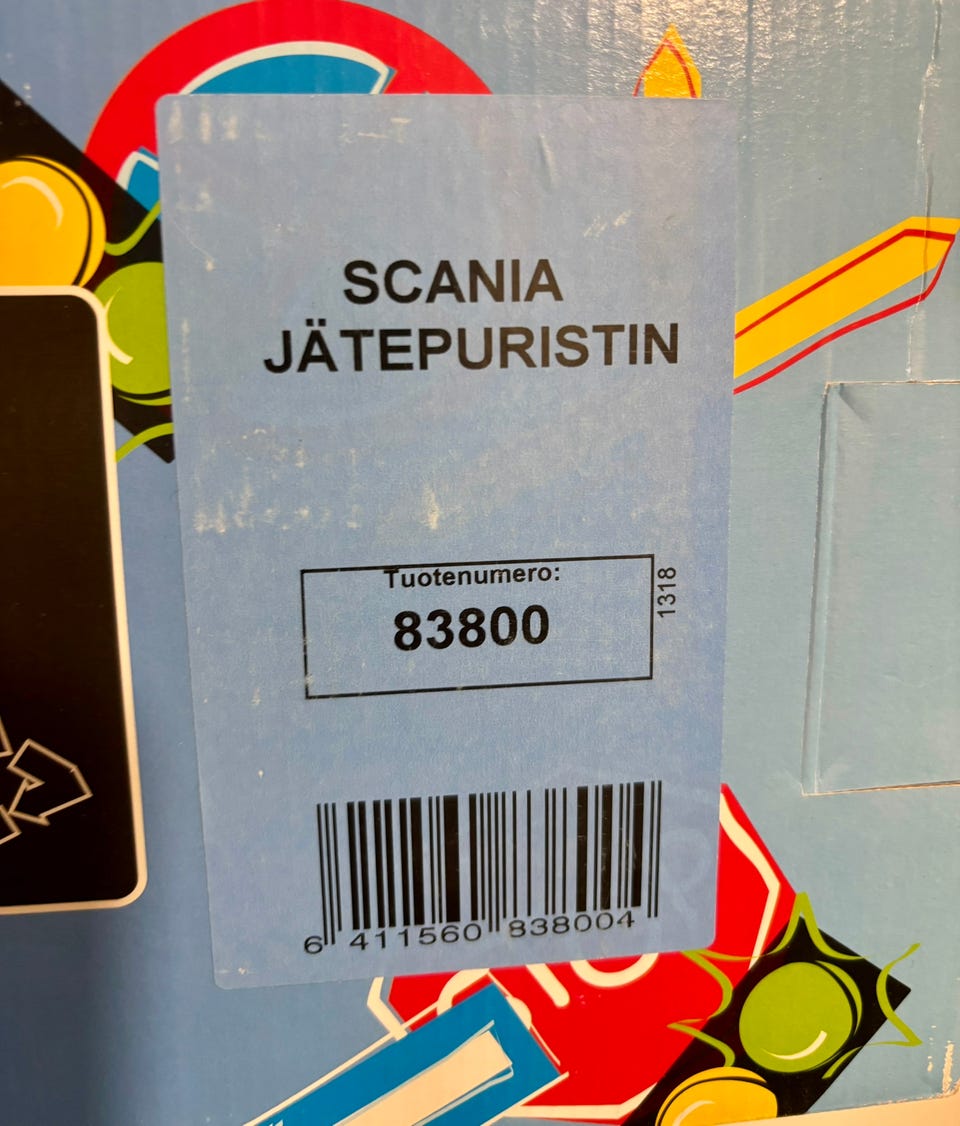 SCANIA
JÄTEPURISTIN
Tuotenumero:
83800
1318
6 411560 838004